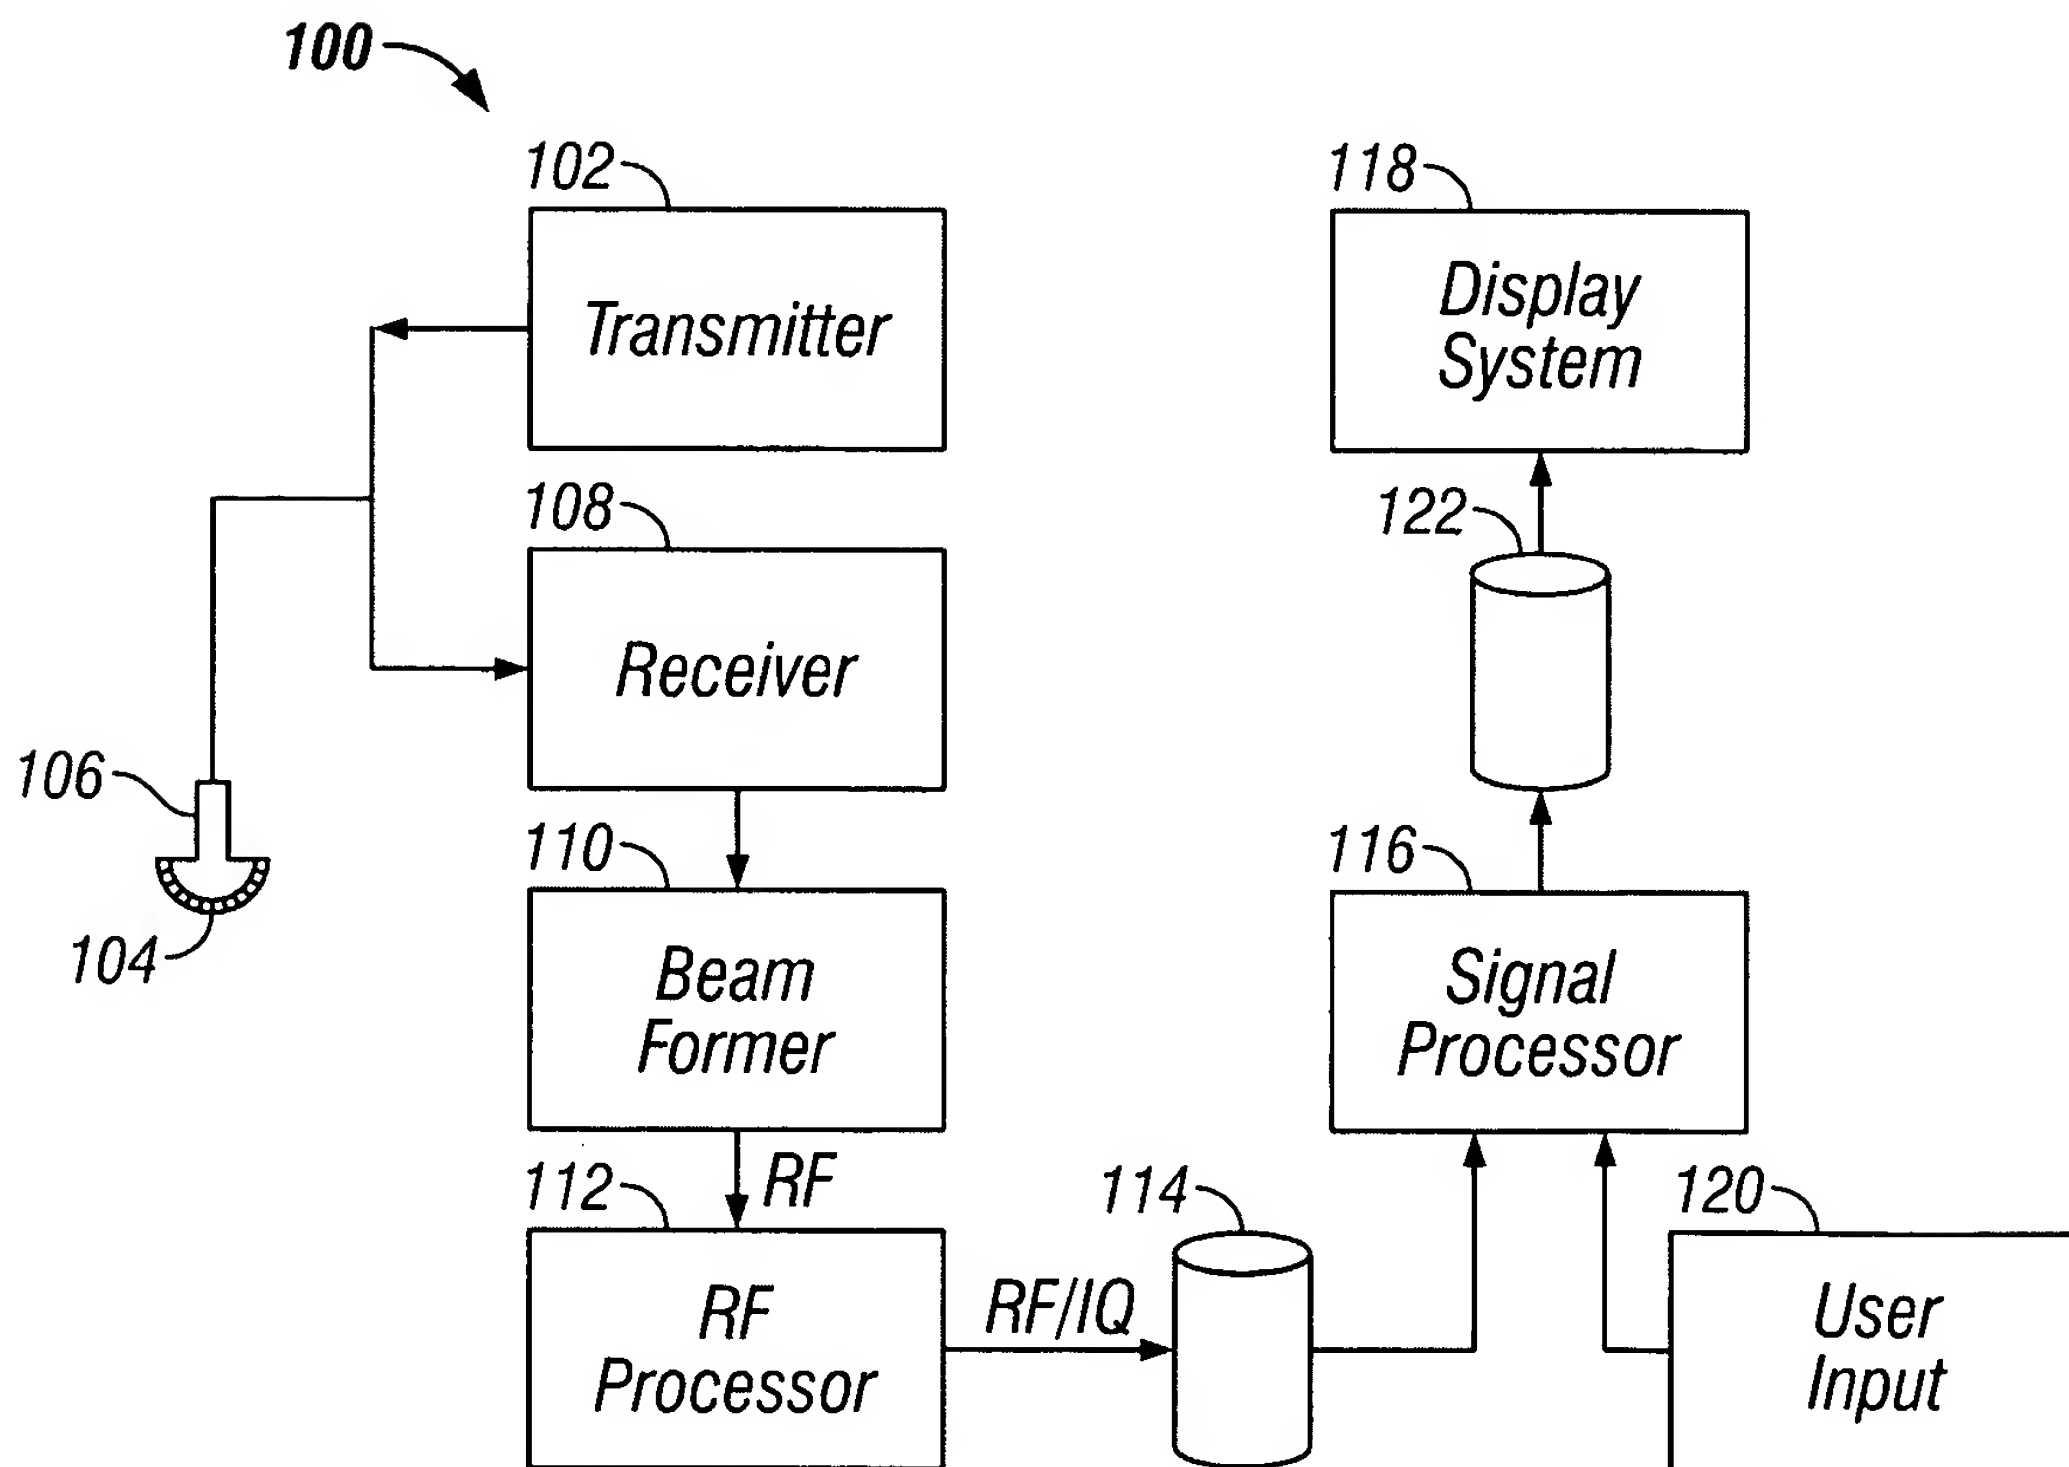 100
102
Transmitter
118
Display
System
108
Receiver
122
106
104
110
Beam
Former
116
Signal
Processor
RF
112
RF
Processor
RF/IQ
114
120
User
Input